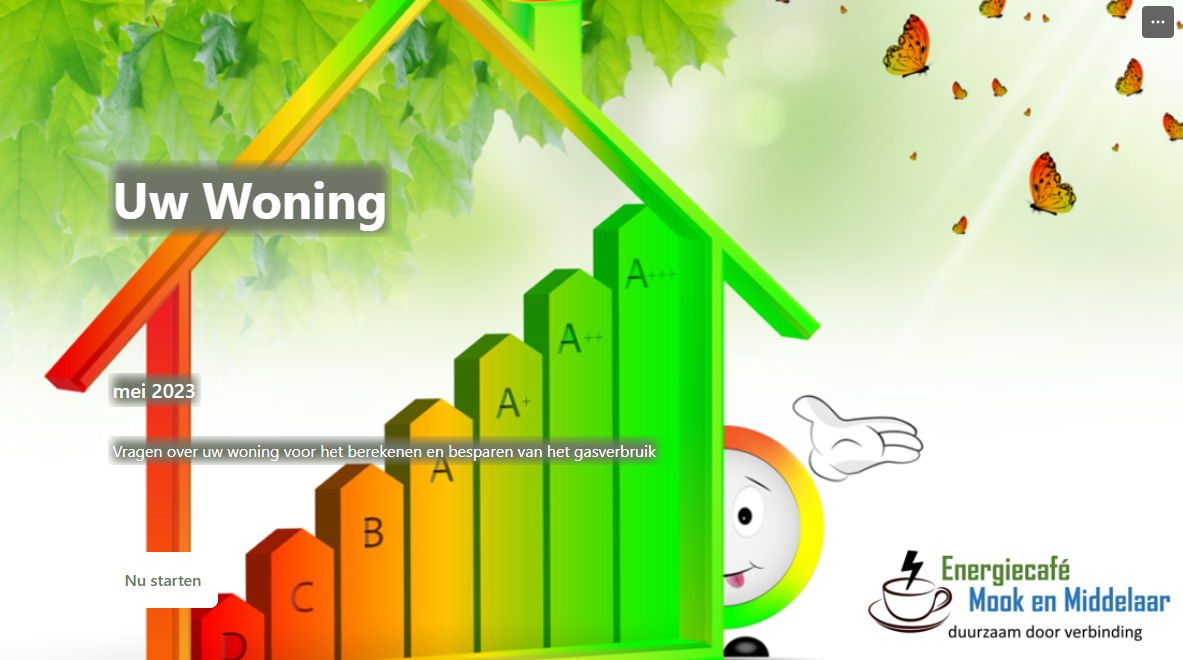 Uw Woning
mei 2023
Vragen over uw woning voor het berekenen en besparen van het gasverbruik
Nu starten
A+++
A++
A+
A
B
C
D
Energiecafé
Mook en Middelaar
duurzaam door verbinding